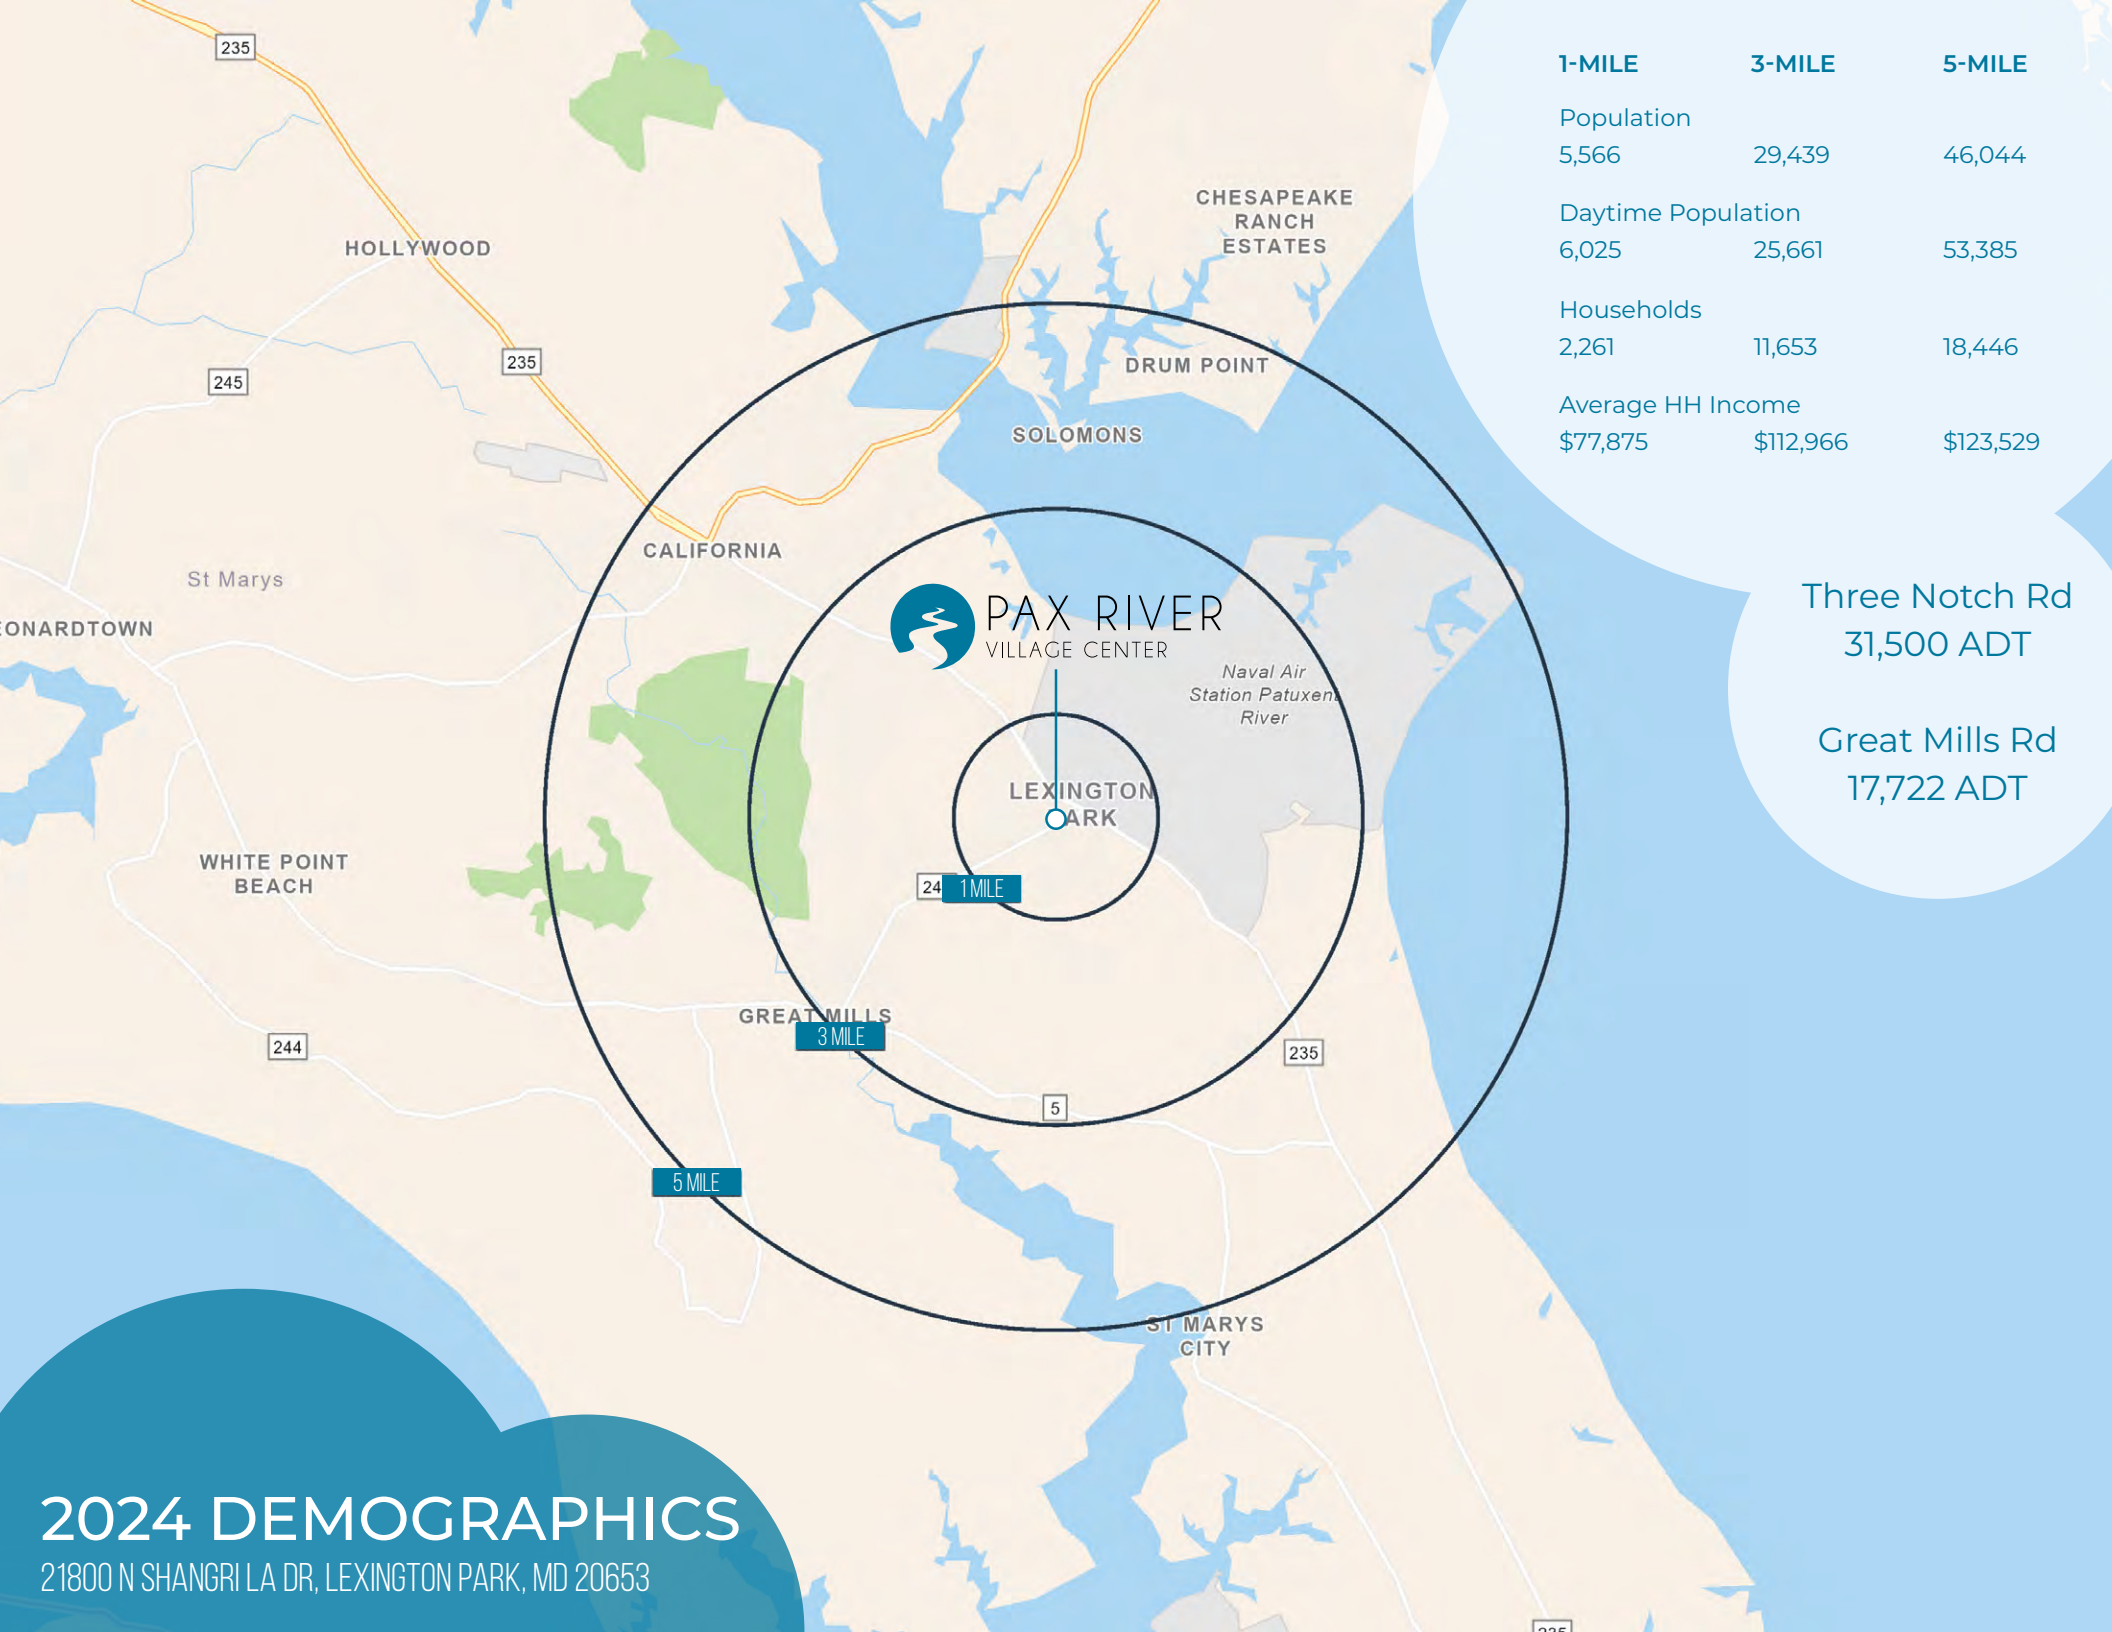 1-MILE 3-MILE 5-MILE
Population
5,566 29,439 46,044
Daytime Population
6,025 25,661 53,385
Households
2,261 11,653 18,446
Average HH Income
$77,875 $112,966 $123,529
Three Notch Rd
31,500 ADT
Great Mills Rd
17,722 ADT
235
HOLLYWOOD
CHESAPEAKE
RANCH
ESTATES
235
245
DRUM POINT
SOLOMONS
CALIFORNIA
St Marys
EONARDTOWN
PAX RIVER
VILLAGE CENTER
Naval Air
Station Patuxent
River
LEXINGTON
ARK
WHITE POINT
BEACH
24
1 MILE
GREAT MILLS
3 MILE
244
235
5
5 MILE
ST MARYS
CITY
235
2024 DEMOGRAPHICS
21800 N SHANGRI LA DR, LEXINGTON PARK, MD 20653